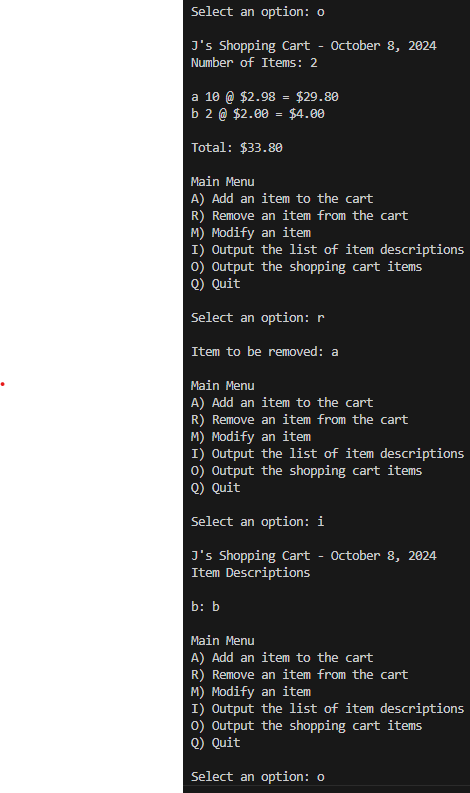 Select an option: o
J's Shopping Cart - October 8, 2024
Number of Items: 2
a 10 @ $2.98 = $29.80
b 2 @ $2.00 = $4.00
Total: $33.80
Main Menu
A) Add an item to the cart
R) Remove an item from the cart
M) Modify an item
I) Output the list of item descriptions
O) Output the shopping cart items
Q) Quit
Select an option: r
Item to be removed: a
Main Menu
A) Add an item to the cart
R) Remove an item from the cart
M) Modify an item
I) Output the list of item descriptions
O) Output the shopping cart items
Q) Quit
Select an option: i
J's Shopping Cart - October 8, 2024
Item Descriptions
b: b
Main Menu
A) Add an item to the cart
R) Remove an item from the cart
M) Modify an item
I) Output the list of item descriptions
O) Output the shopping cart items
Q) Quit
Select an option: o